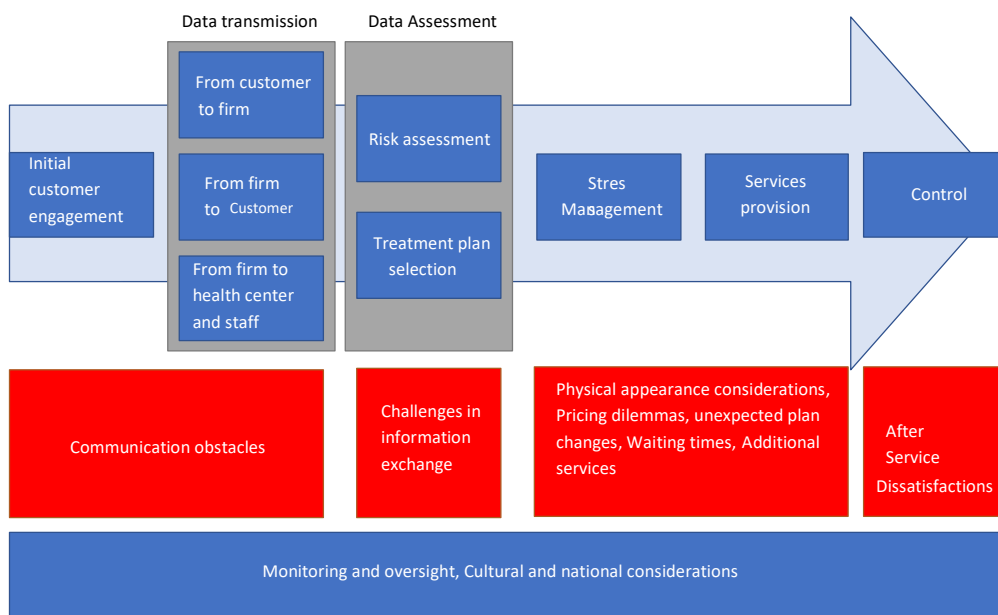 Data transmission
Data Assessment
Initial
customer
engagement
From customer
to firm
From firm
to Customer
From firm to
health center
and staff
Risk assessment
Treatment plan
selection
Stres
Management
Services
provision
Control
Communication obstacles
Challenges in
information
exchange
Physical appearance considerations,
Pricing dilemmas, unexpected plan
changes, Waiting times, Additional
services
After
Service
Dissatisfactions
Monitoring and oversight, Cultural and national considerations